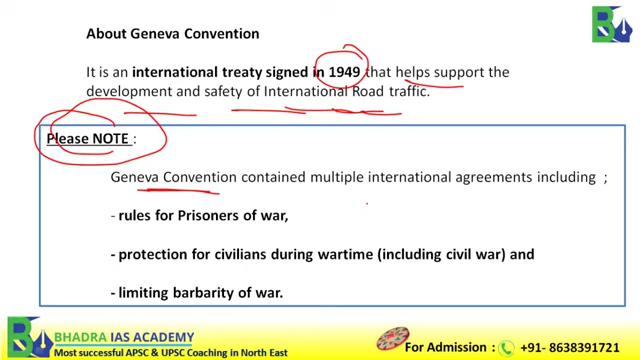 About Geneva Convention
It is an international treaty signed in 1949 that helps support the
development and safety of International Road traffic.
Please NOTE :
Geneva Convention contained multiple international agreements including ;
- rules for Prisoners of war,
- protection for civilians during wartime (including civil war) and
- limiting barbarity of war.
BHADRA IAS ACADEMY
Most successful APSC & UPSC Coaching in North East
For Admission : +91- 8638391721